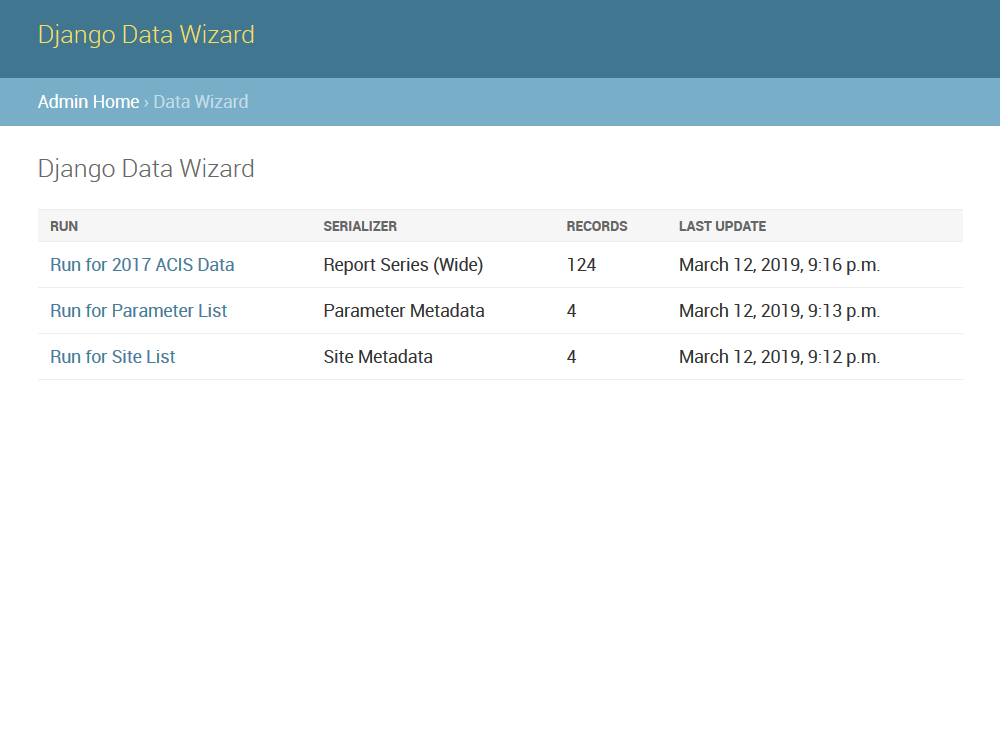 Django Data Wizard
Admin Home › Data Wizard
Django Data Wizard
RUN SERIALIZER RECORDS LAST UPDATE
Run for 2017 ACIS Data Report Series (Wide) 124 March 12, 2019, 9:16 p.m.
Run for Parameter List Parameter Metadata 4 March 12, 2019, 9:13 p.m.
Run for Site List Site Metadata 4 March 12, 2019, 9:12 p.m.